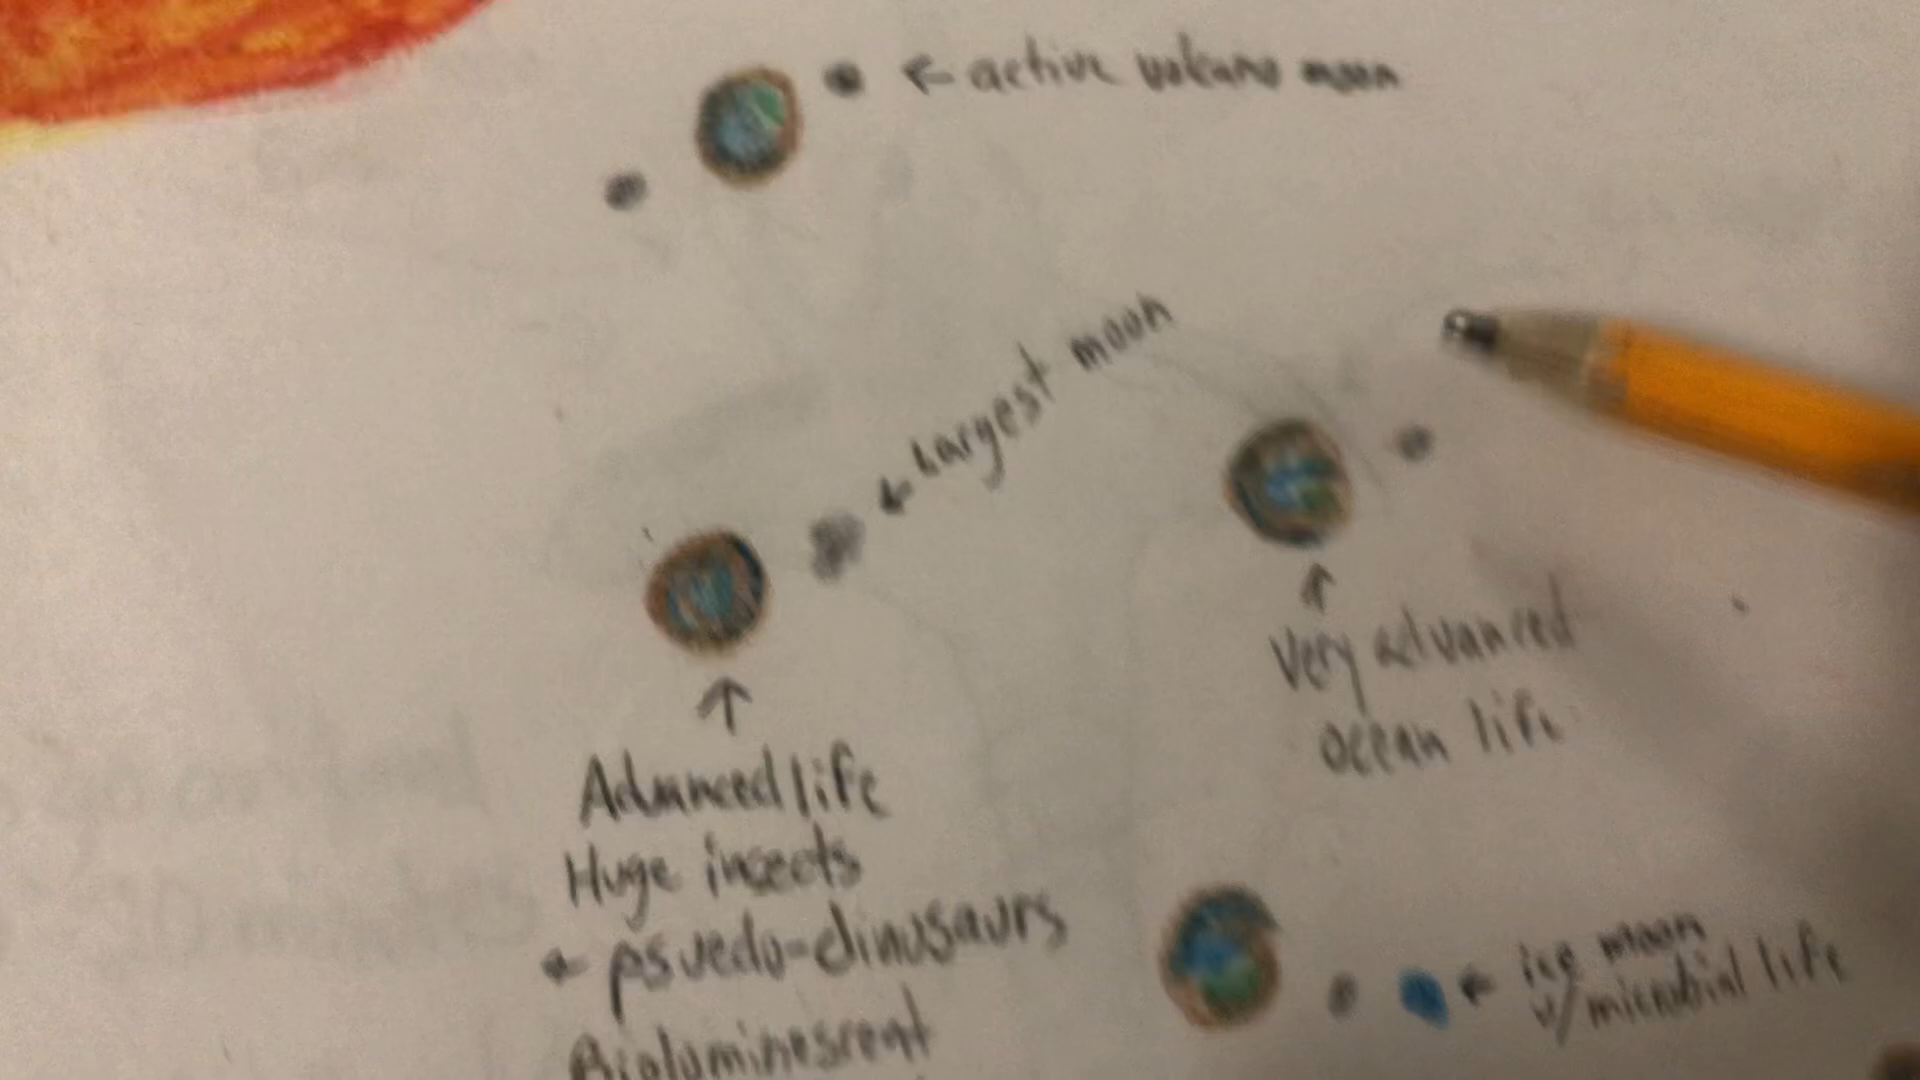 ← active volcano moon
← Largest moon
↑
Very advanced
ocean life
↑
Advanced life
Huge insects
← psuedo-dinosaurs
Bioluminescent
← ice moon
w/ microbial life